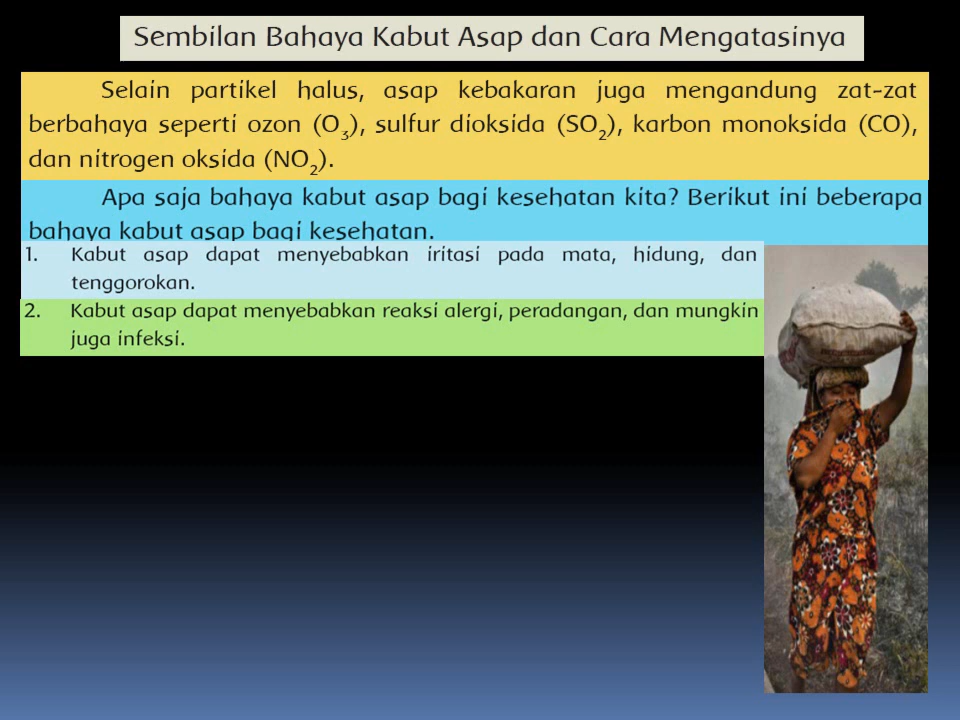 Sembilan Bahaya Kabut Asap dan Cara Mengatasinya
Selain partikel halus, asap kebakaran juga mengandung zat-zat
berbahaya seperti ozon (O₃), sulfur dioksida (SO₂), karbon monoksida (CO),
dan nitrogen oksida (NO₂).
Apa saja bahaya kabut asap bagi kesehatan kita? Berikut ini beberapa
bahaya kabut asap bagi kesehatan.
1. Kabut asap dapat menyebabkan iritasi pada mata, hidung, dan
tenggorokan.
2. Kabut asap dapat menyebabkan reaksi alergi, peradangan, dan mungkin
juga infeksi.